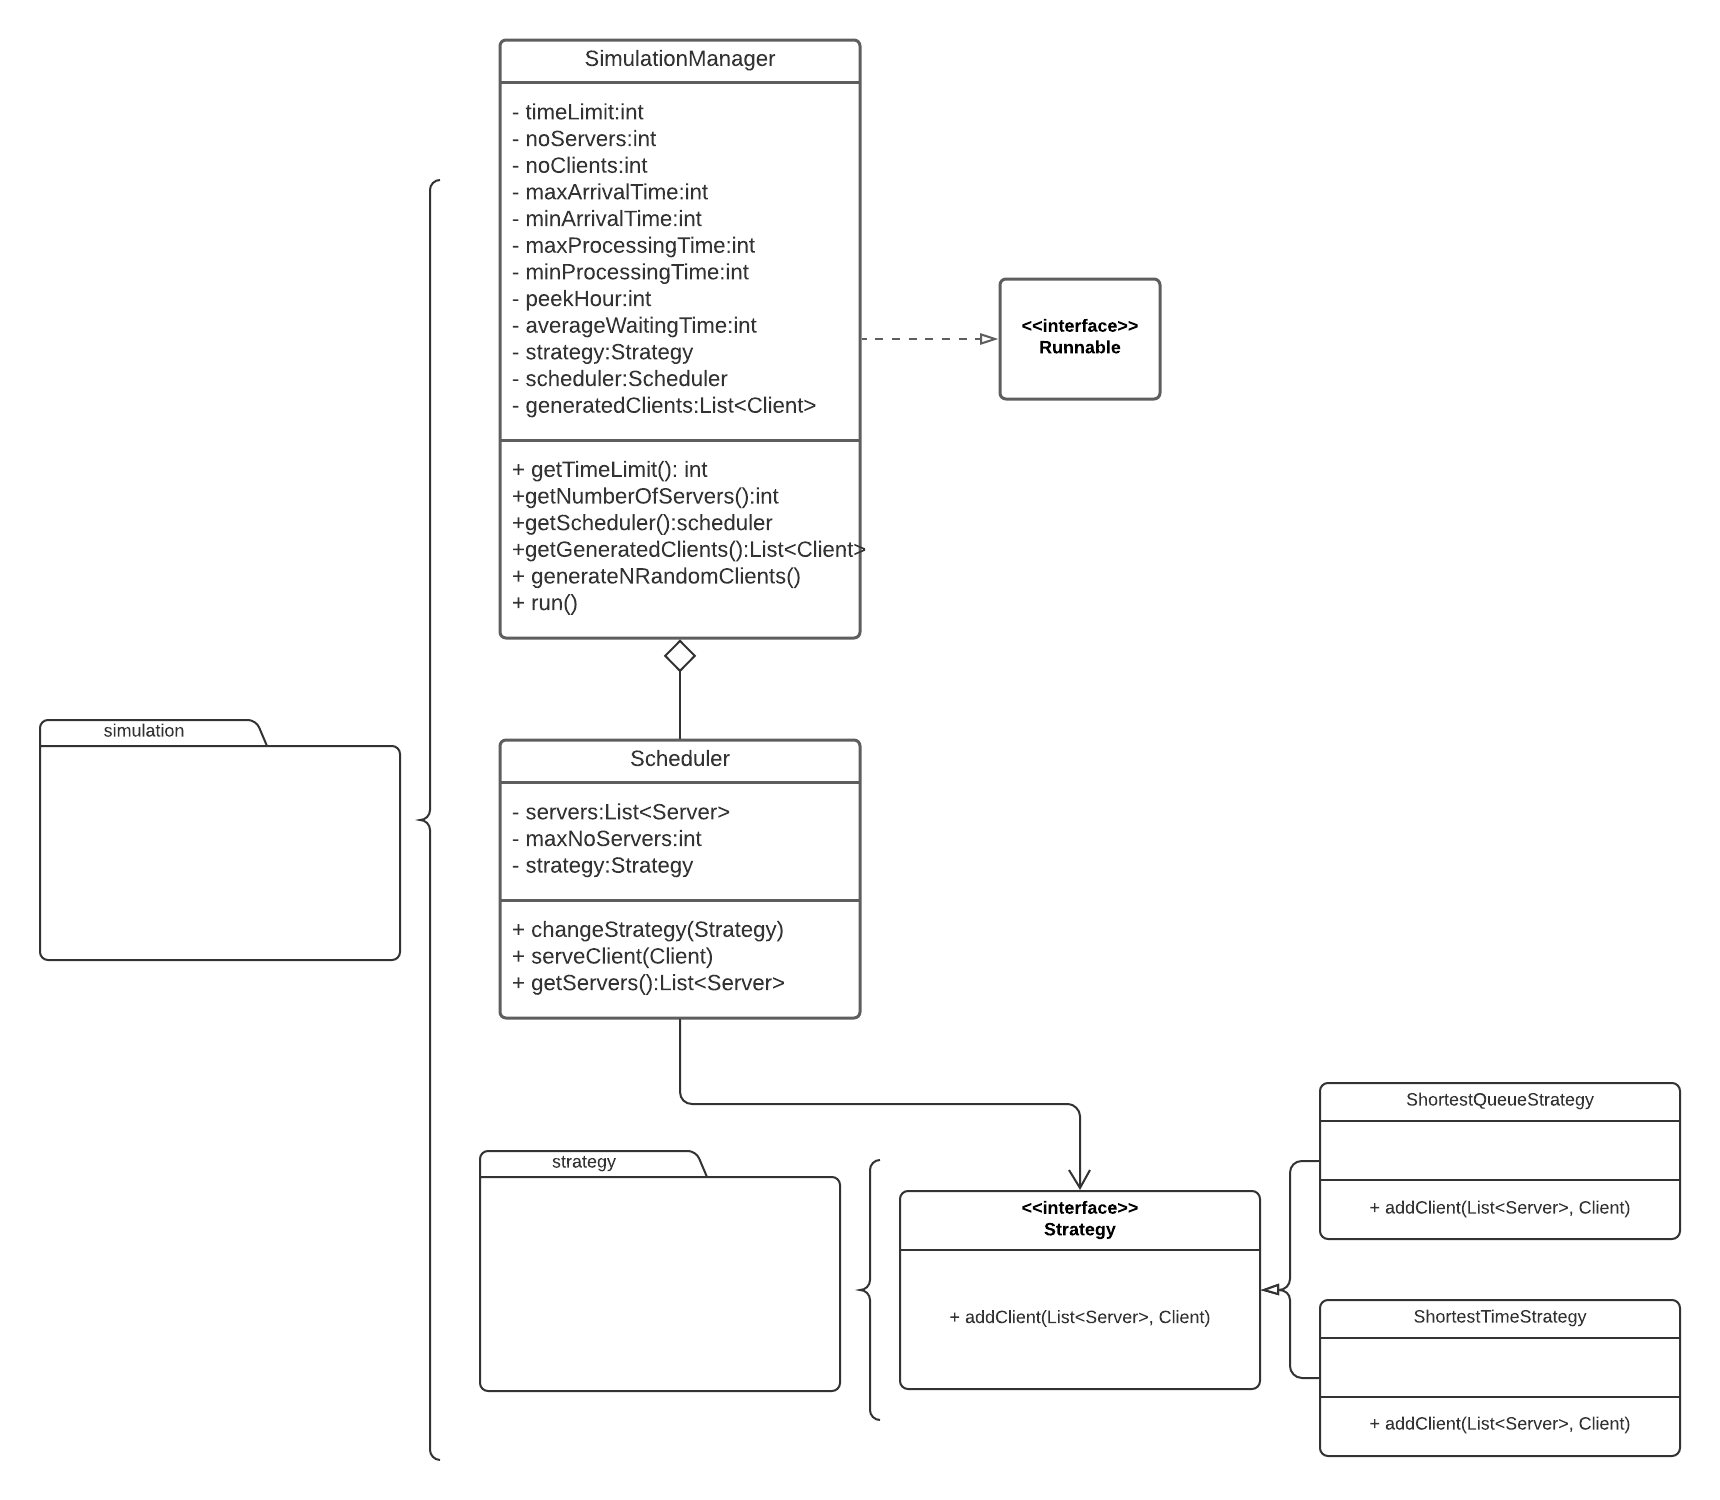 SimulationManager
- timeLimit:int
- noServers:int
- noClients:int
- maxArrivalTime:int
- minArrivalTime:int
- maxProcessingTime:int
- minProcessingTime:int
- peekHour:int
- averageWaitingTime:int
- strategy:Strategy
- scheduler:Scheduler
- generatedClients:List<Client>
+ getTimeLimit(): int
+getNumberOfServers():int
+getScheduler():scheduler
+getGeneratedClients():List<Client>
+ generateNRandomClients()
+ run()
<<interface>>
Runnable
simulation
Scheduler
- servers:List<Server>
- maxNoServers:int
- strategy:Strategy
+ changeStrategy(Strategy)
+ serveClient(Client)
+ getServers():List<Server>
strategy
<<interface>>
Strategy
+ addClient(List<Server>, Client)
ShortestQueueStrategy
+ addClient(List<Server>, Client)
ShortestTimeStrategy
+ addClient(List<Server>, Client)